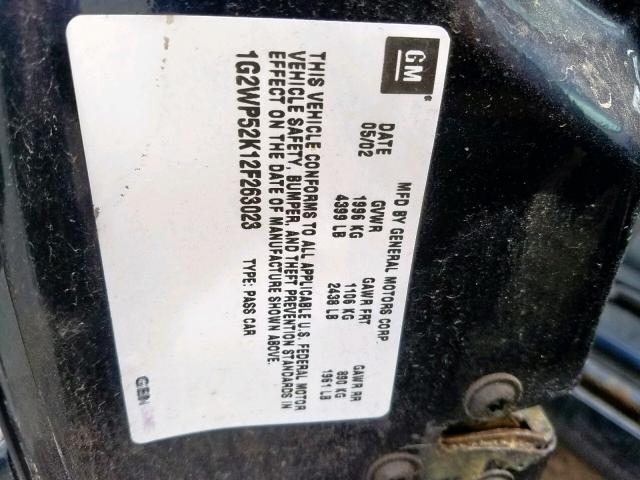 GM
MFD BY GENERAL MOTORS CORP
DATE GVWR GAWR FRT GAWR RR
05/02 1996 KG 1106 KG 890 KG
4399 LB 2438 LB 1961 LB
THIS VEHICLE CONFORMS TO ALL APPLICABLE U.S. FEDERAL MOTOR
VEHICLE SAFETY, BUMPER, AND THEFT PREVENTION STANDARDS IN
EFFECT ON THE DATE OF MANUFACTURE SHOWN ABOVE.
1G2WP52K12F263023 TYPE: PASS CAR